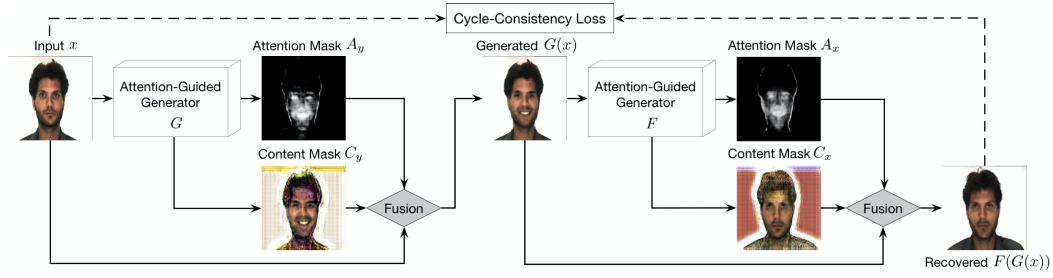 Cycle-Consistency Loss
Input x
Attention Mask A_y
Generated G(x)
Attention Mask A_x
Attention-Guided
Generator
G
Attention-Guided
Generator
F
Content Mask C_y
Content Mask C_x
Fusion
Fusion
Recovered F(G(x))